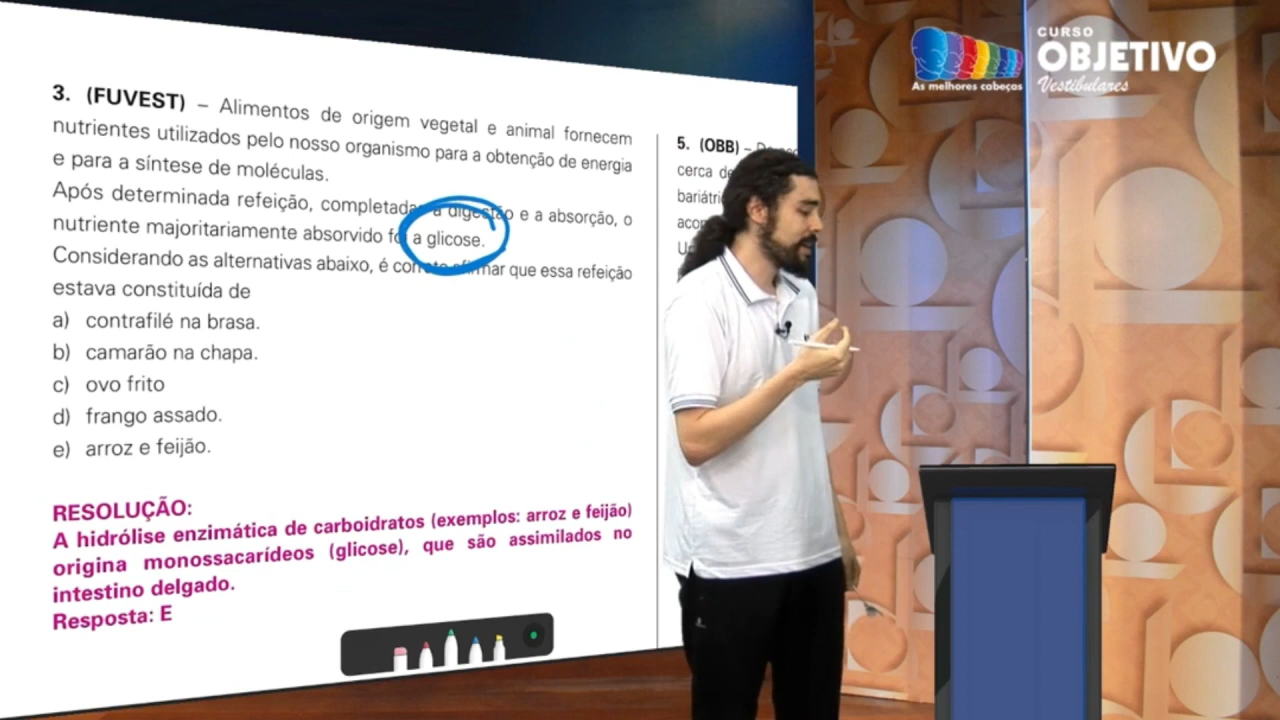 3. (FUVEST) – Alimentos de origem vegetal e animal fornecem
nutrientes utilizados pelo nosso organismo para a obtenção de energia
e para a síntese de moléculas.
Após determinada refeição, completadas a digestão e a absorção, o
nutriente majoritariamente absorvido foi a glicose.
Considerando as alternativas abaixo, é correto afirmar que essa refeição
estava constituída de
a) contrafilé na brasa.
b) camarão na chapa.
c) ovo frito
d) frango assado.
e) arroz e feijão.
RESOLUÇÃO:
A hidrólise enzimática de carboidratos (exemplos: arroz e feijão)
origina monossacarídeos (glicose), que são assimilados no
intestino delgado.
Resposta: E
5. (OBB) –
cerca de
CURSO
OBJETIVO
Vestibulares
As melhores cabeças